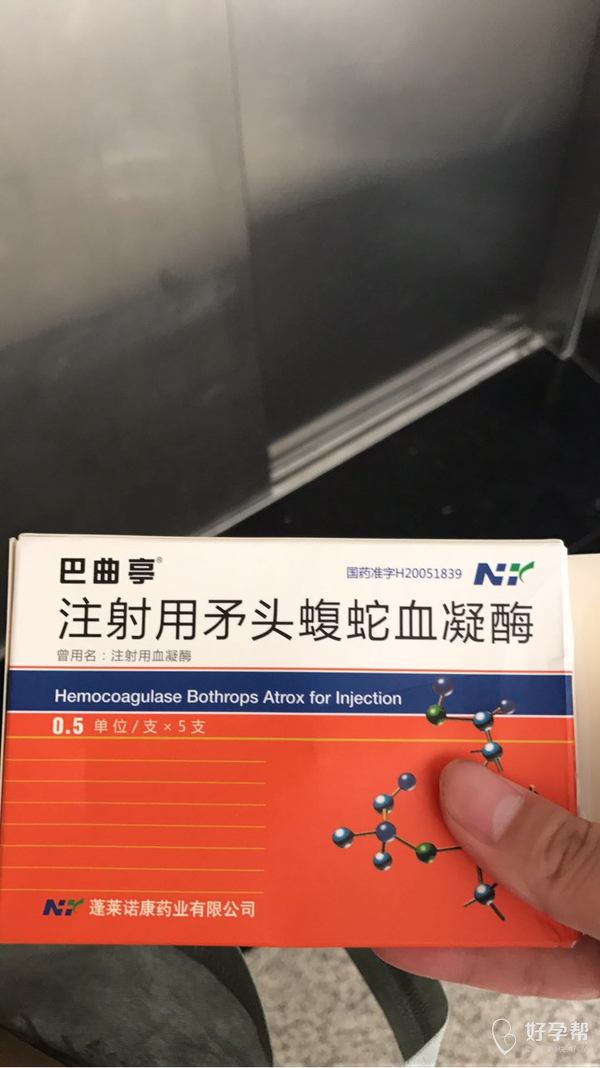 巴曲亭®
国药准字H20051839
注射用矛头蝮蛇血凝酶
曾用名：注射用血凝酶
Hemocoagulase Bothrops Atrox for Injection
0.5 单位/支×5支
蓬莱诺康药业有限公司
好孕帮